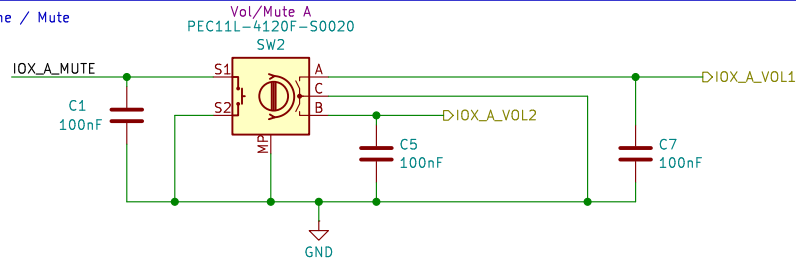 Vol/Mute A
ne / Mute
PEC11L-4120F-S0020
SW2
IOX_A_MUTE
S1
A
IOX_A_VOL1
C
C1
100nF
S2
B
IOX_A_VOL2
MP
C5
100nF
C7
100nF
GND